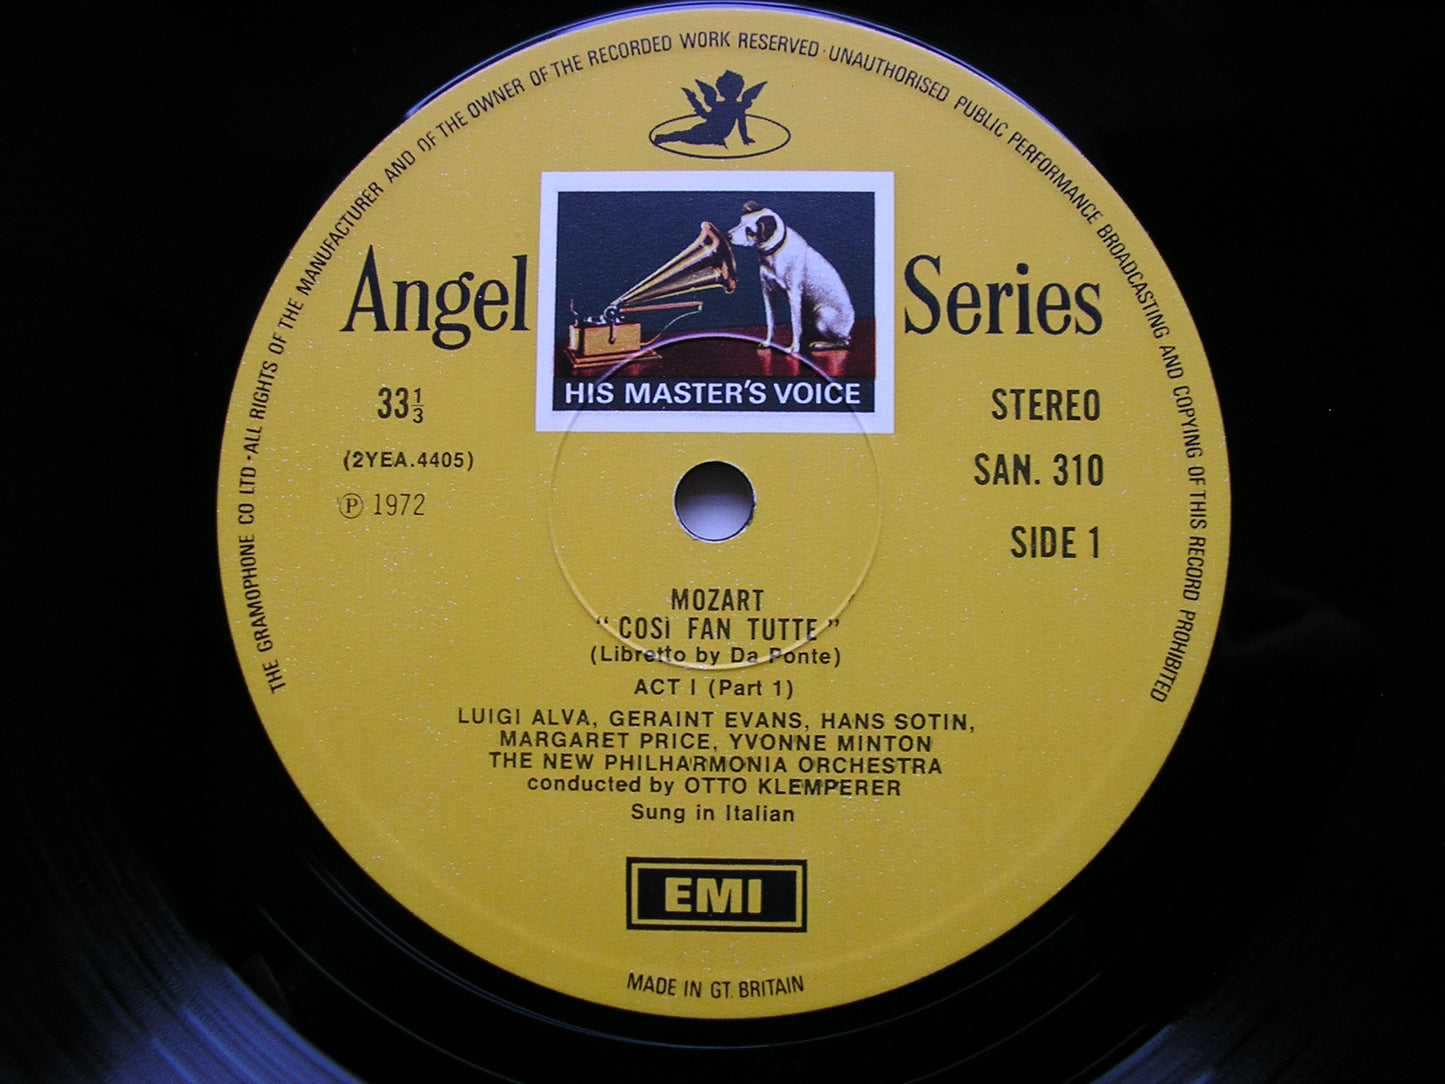 THE GRAMOPHONE CO LTD · ALL RIGHTS OF THE MANUFACTURER AND OF THE OWNER OF THE RECORDED WORK RESERVED · UNAUTHORISED PUBLIC PERFORMANCE BROADCASTING AND COPYING OF THIS RECORD PROHIBITED
Angel Series
HIS MASTER'S VOICE
33⅓
STEREO
(2YEA.4405)
SAN. 310
Ⓟ 1972
SIDE 1
MOZART
“COSÌ FAN TUTTE”
(Libretto by Da Ponte)
ACT I (Part 1)
LUIGI ALVA, GERAINT EVANS, HANS SOTIN,
MARGARET PRICE, YVONNE MINTON
THE NEW PHILHARMONIA ORCHESTRA
conducted by OTTO KLEMPERER
Sung in Italian
EMI
MADE IN GT. BRITAIN